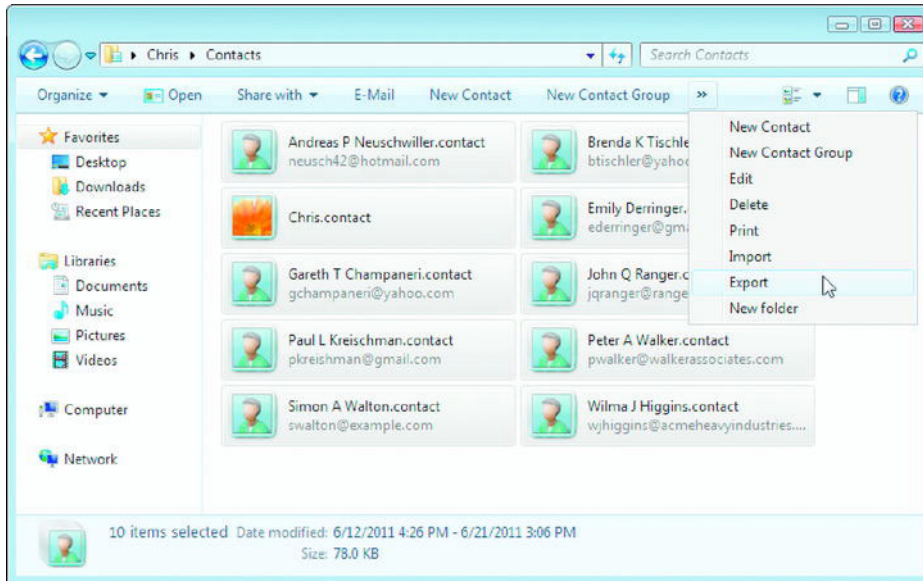 Chris ▸ Contacts
Search Contacts
Organize Open Share with E-Mail New Contact New Contact Group »
New Contact
New Contact Group
Edit
Delete
Print
Import
Export
New folder
Favorites
Desktop
Downloads
Recent Places
Libraries
Documents
Music
Pictures
Videos
Computer
Network
Andreas P Neuschwiller.contact
neusch42@hotmail.com
Brenda K Tischle
btischler@yahoo
Chris.contact
Emily Derringer.
ederringer@gma
Gareth T Champaneri.contact
gchampaneri@yahoo.com
John Q Ranger.c
jqranger@range
Paul L Kreischman.contact
pkreishman@gmail.com
Peter A Walker.contact
pwalker@walkerassociates.com
Simon A Walton.contact
swalton@example.com
Wilma J Higgins.contact
wjhiggins@acmeheavyindustries....
10 items selected Date modified: 6/12/2011 4:26 PM - 6/21/2011 3:06 PM
Size: 78.0 KB